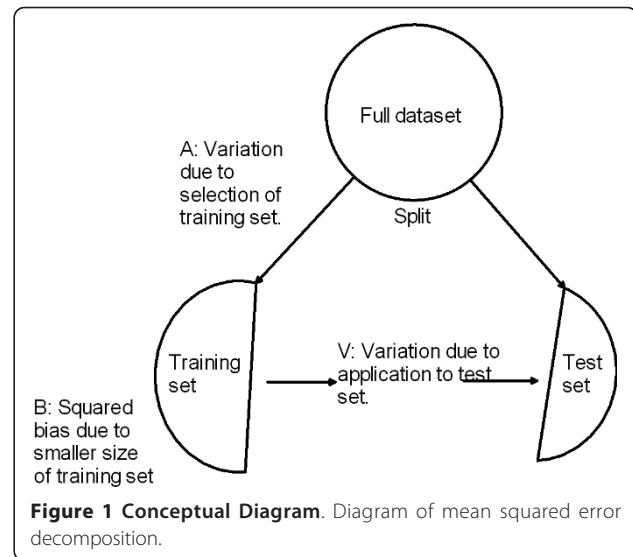 Full dataset
A: Variation
due to
selection of
training set.
Split
Training
set
V: Variation due to
application to test
set.
Test
set
B: Squared
bias due to
smaller size
of training set
Figure 1 Conceptual Diagram. Diagram of mean squared error
decomposition.